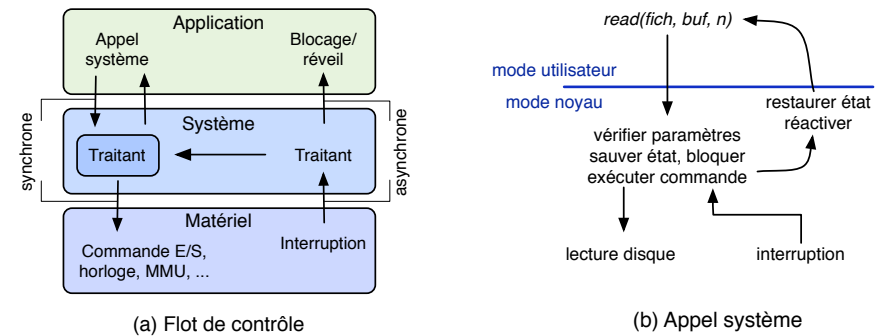 Application
Appel
système
Blocage/
réveil
synchrone
Système
Traitant
Traitant
asynchrone
Matériel
Commande E/S,
horloge, MMU, ...
Interruption
(a) Flot de contrôle
read(fich, buf, n)
mode utilisateur
mode noyau
restaurer état
réactiver
vérifier paramètres
sauver état, bloquer
exécuter commande
lecture disque
interruption
(b) Appel système